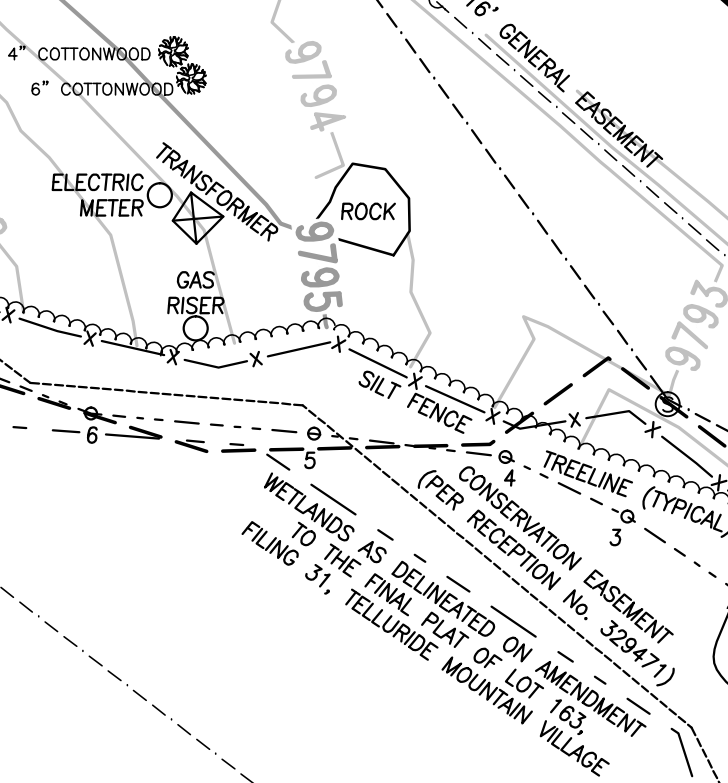 16' GENERAL EASEMENT
4" COTTONWOOD
6" COTTONWOOD
9794
TRANSFORMER
ELECTRIC
METER
ROCK
9795
GAS
RISER
9793
X X X X X X X X X X
SILT FENCE
6
5
4
3
TREELINE (TYPICAL)
CONSERVATION EASEMENT
(PER RECEPTION No. 329471)
WETLANDS AS DELINEATED ON AMENDMENT
TO THE FINAL PLAT OF LOT 163,
FILING 31, TELLURIDE MOUNTAIN VILLAGE